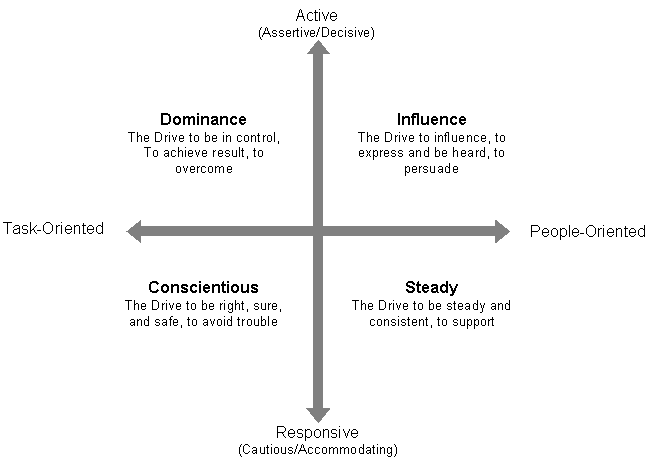 Active
(Assertive/Decisive)
Dominance
The Drive to be in control,
To achieve result, to
overcome
Influence
The Drive to influence, to
express and be heard, to
persuade
Task-Oriented
People-Oriented
Conscientious
The Drive to be right, sure,
and safe, to avoid trouble
Steady
The Drive to be steady and
consistent, to support
Responsive
(Cautious/Accommodating)